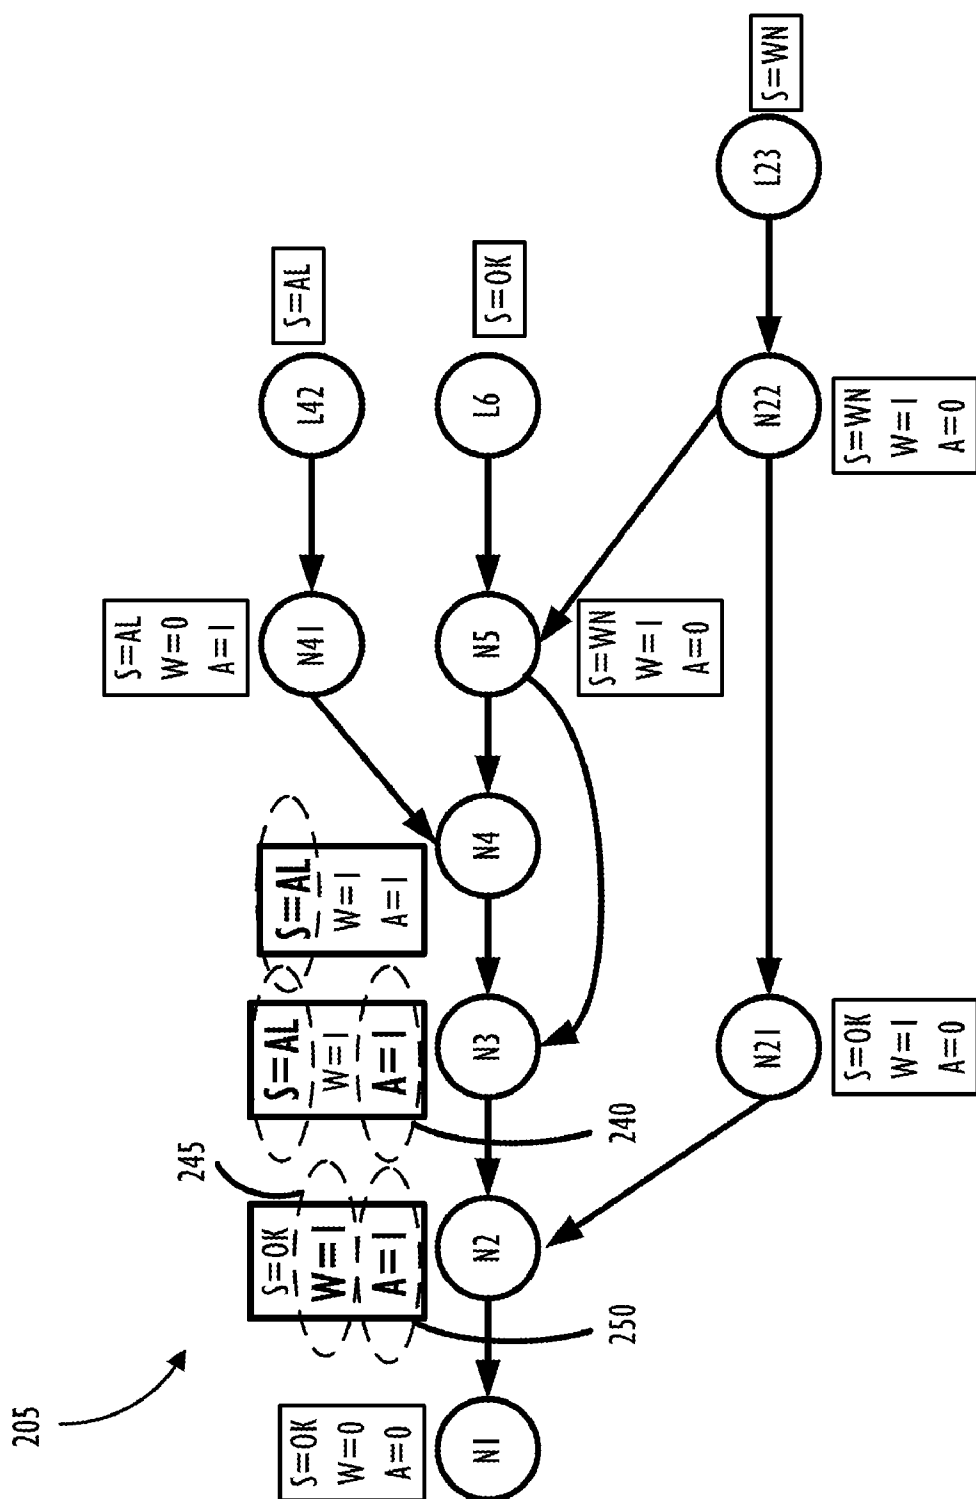 205
S=OK
W=0
A=0
N1
245
S=OK
W=1
A=1
N2
250
S=AL
W=1
A=1
N3
240
S=AL
W=1
A=1
N4
S=AL
W=0
A=1
N41
S=AL
L42
N5
S=WN
W=1
A=0
S=OK
L6
N21
S=OK
W=1
A=0
N22
S=WN
W=1
A=0
S=WN
L23